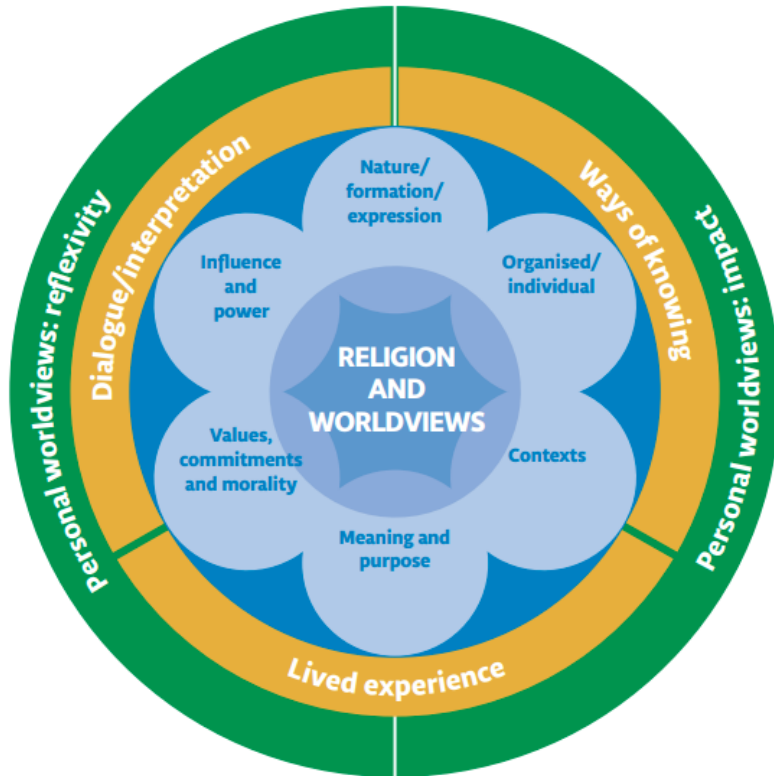 Personal worldviews: reflexivity
Personal worldviews: impact
Dialogue/interpretation
Ways of knowing
Lived experience
Nature/
formation/
expression
Organised/
individual
Contexts
Meaning and
purpose
Values,
commitments
and morality
Influence
and
power
RELIGION
AND
WORLDVIEWS